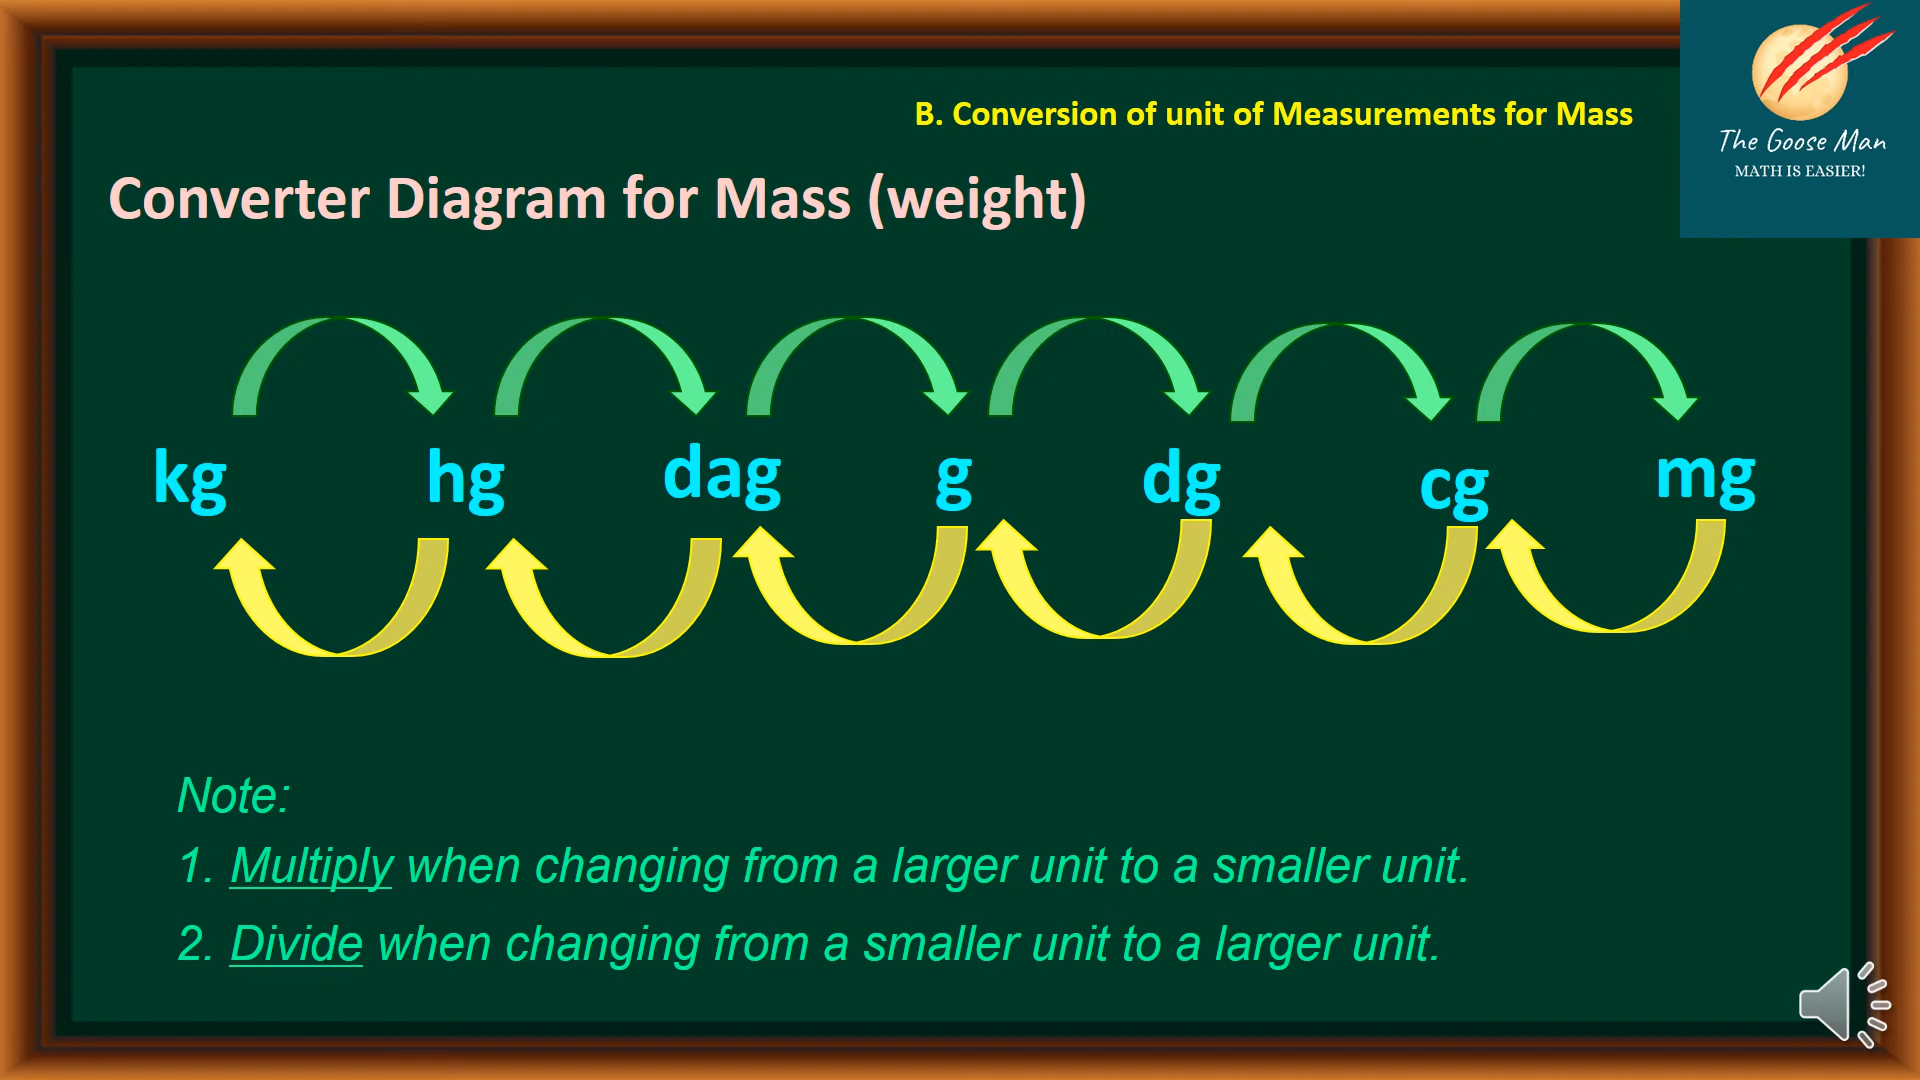 The Goose Man
MATH IS EASIER!
B. Conversion of unit of Measurements for Mass
Converter Diagram for Mass (weight)
kg hg dag g dg cg mg
Note:
1. Multiply when changing from a larger unit to a smaller unit.
2. Divide when changing from a smaller unit to a larger unit.